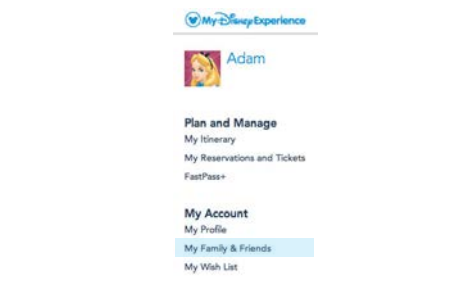 My Disney Experience
Adam
Plan and Manage
My Itinerary
My Reservations and Tickets
FastPass+
My Account
My Profile
My Family & Friends
My Wish List